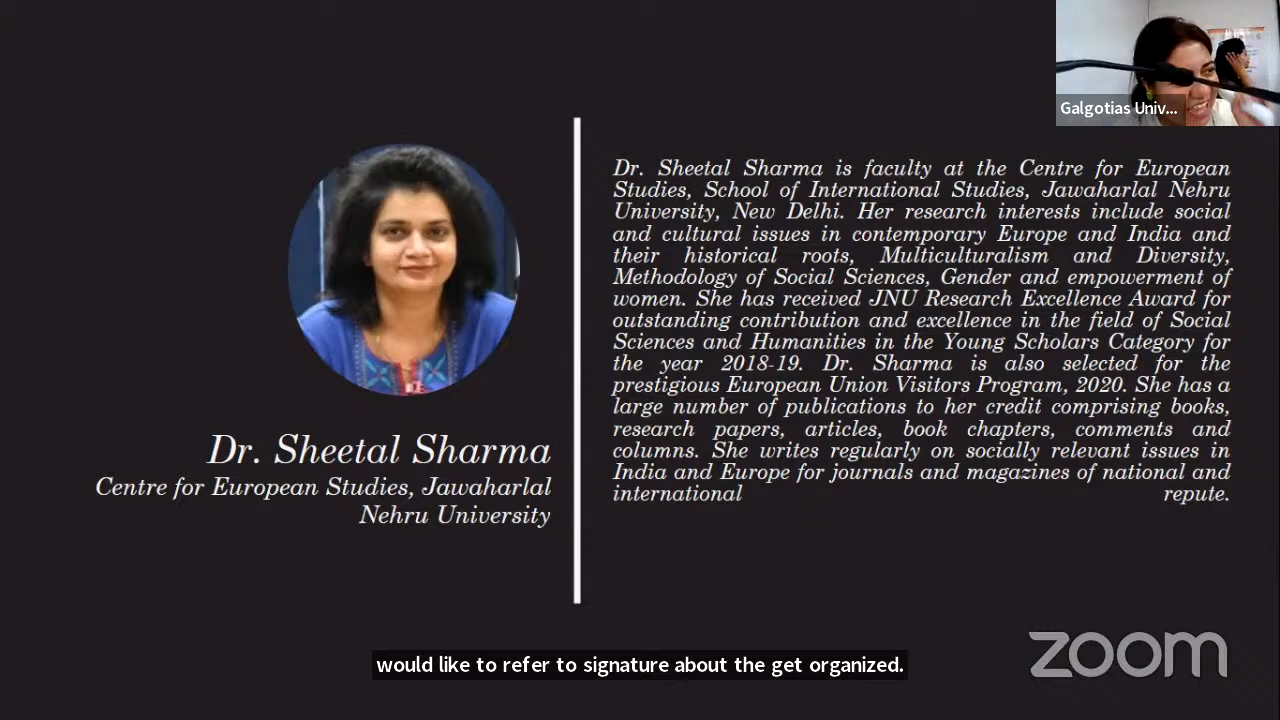 Galgotias Univ...
Dr. Sheetal Sharma is faculty at the Centre for European
Studies, School of International Studies, Jawaharlal Nehru
University, New Delhi. Her research interests include social
and cultural issues in contemporary Europe and India and
their historical roots, Multiculturalism and Diversity,
Methodology of Social Sciences, Gender and empowerment of
women. She has received JNU Research Excellence Award for
outstanding contribution and excellence in the field of Social
Sciences and Humanities in the Young Scholars Category for
the year 2018-19. Dr. Sharma is also selected for the
prestigious European Union Visitors Program, 2020. She has a
large number of publications to her credit comprising books,
research papers, articles, book chapters, comments and
columns. She writes regularly on socially relevant issues in
India and Europe for journals and magazines of national and
international repute.
Dr. Sheetal Sharma
Centre for European Studies, Jawaharlal
Nehru University
would like to refer to signature about the get organized.
zoom